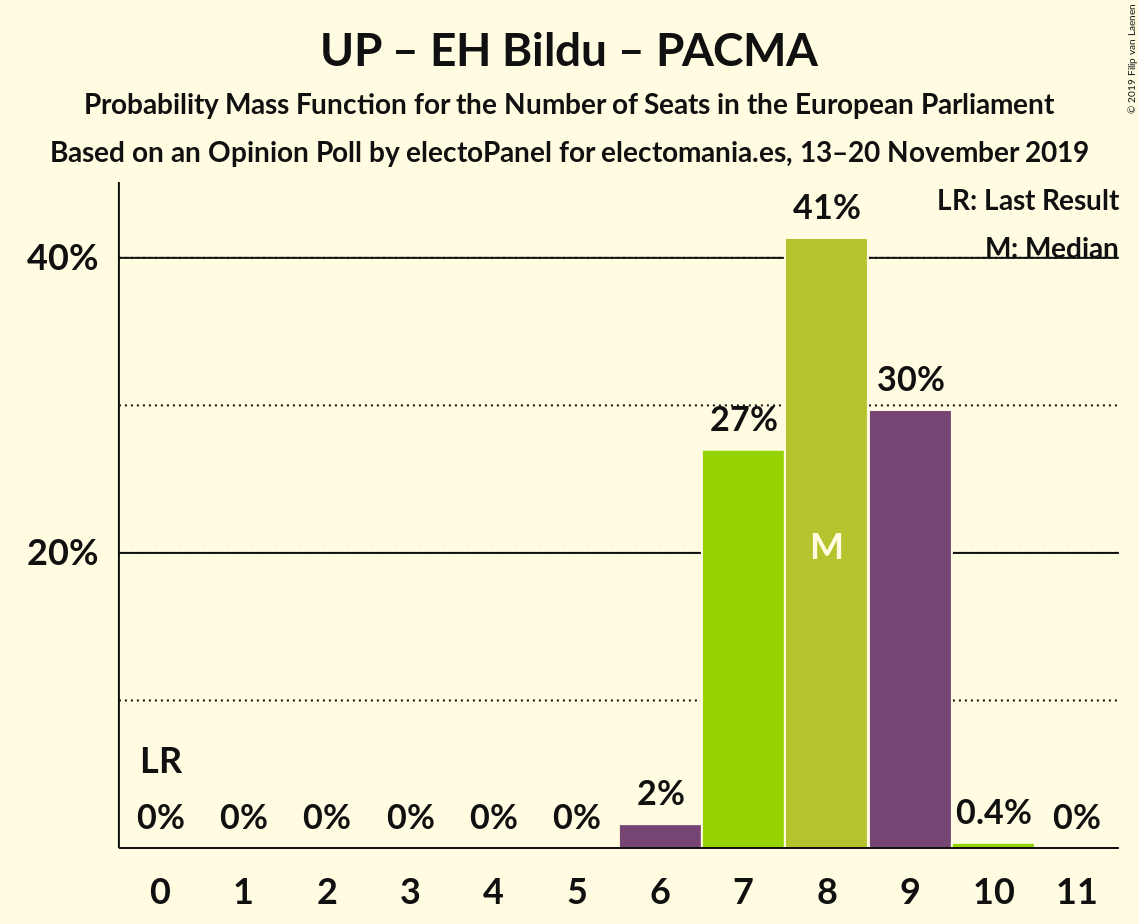 UP – EH Bildu – PACMA
Probability Mass Function for the Number of Seats in the European Parliament
Based on an Opinion Poll by electoPanel for electomania.es, 13–20 November 2019
© 2019 Filip van Laenen
LR: Last Result
M: Median
40%
20%
41%
30%
27%
M
LR
0% 0% 0% 0% 0% 0% 2% 0.4% 0%
0 1 2 3 4 5 6 7 8 9 10 11